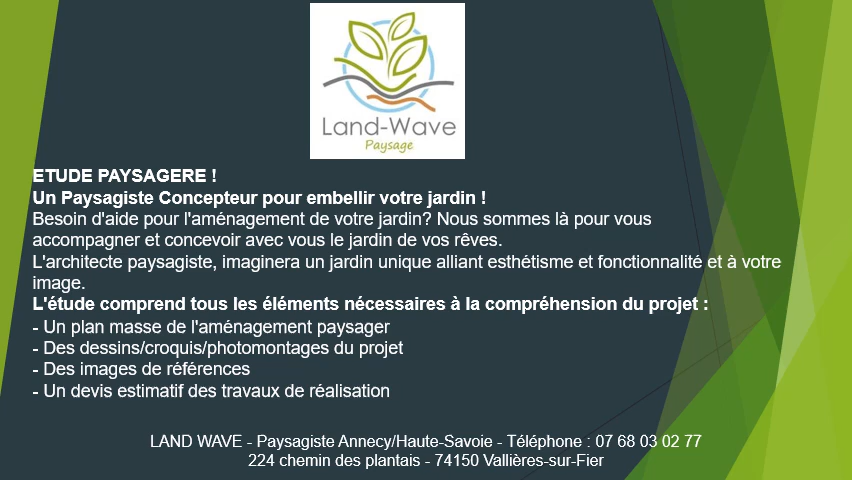 Land-Wave
Paysage
ETUDE PAYSAGERE !
Un Paysagiste Concepteur pour embellir votre jardin !
Besoin d'aide pour l'aménagement de votre jardin? Nous sommes là pour vous
accompagner et concevoir avec vous le jardin de vos rêves.
L'architecte paysagiste, imaginera un jardin unique alliant esthétisme et fonctionnalité et à votre
image.
L'étude comprend tous les éléments nécessaires à la compréhension du projet :
- Un plan masse de l'aménagement paysager
- Des dessins/croquis/photomontages du projet
- Des images de références
- Un devis estimatif des travaux de réalisation
LAND WAVE - Paysagiste Annecy/Haute-Savoie - Téléphone : 07 68 03 02 77
224 chemin des plantais - 74150 Vallières-sur-Fier